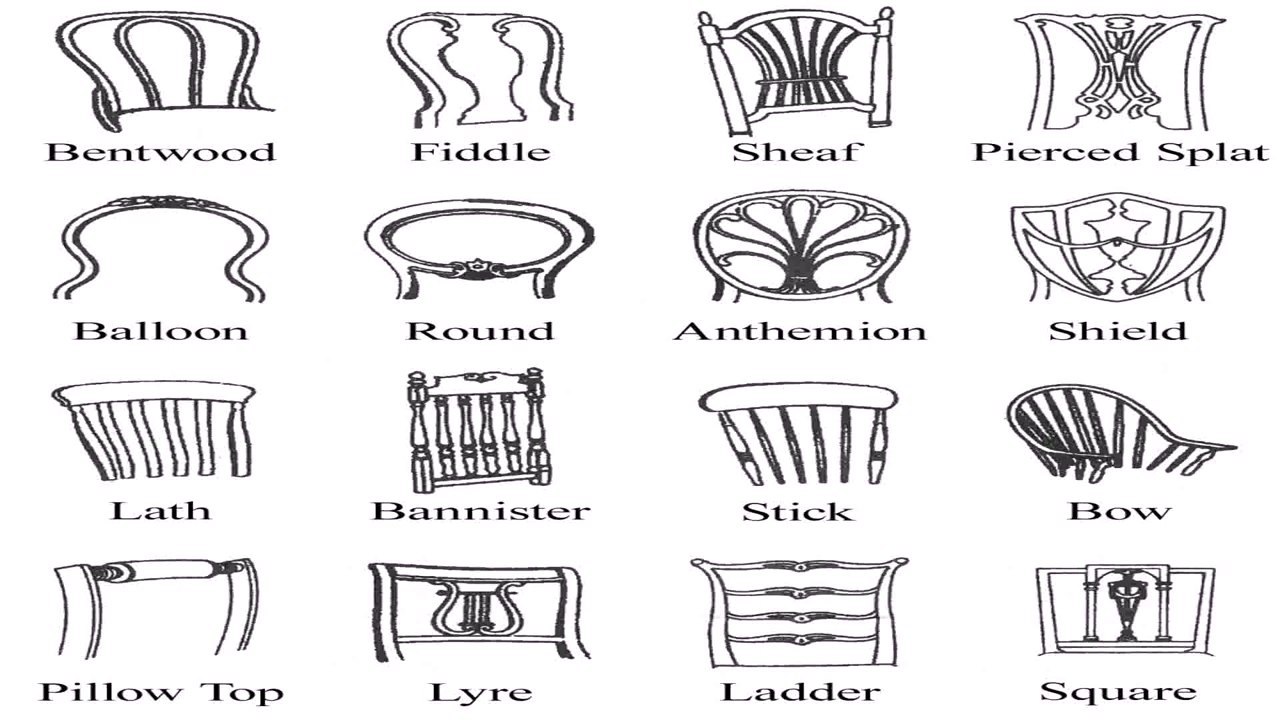 Bentwood Fiddle Sheaf Pierced Splat
Balloon Round Anthemion Shield
Lath Bannister Stick Bow
Pillow Top Lyre Ladder Square